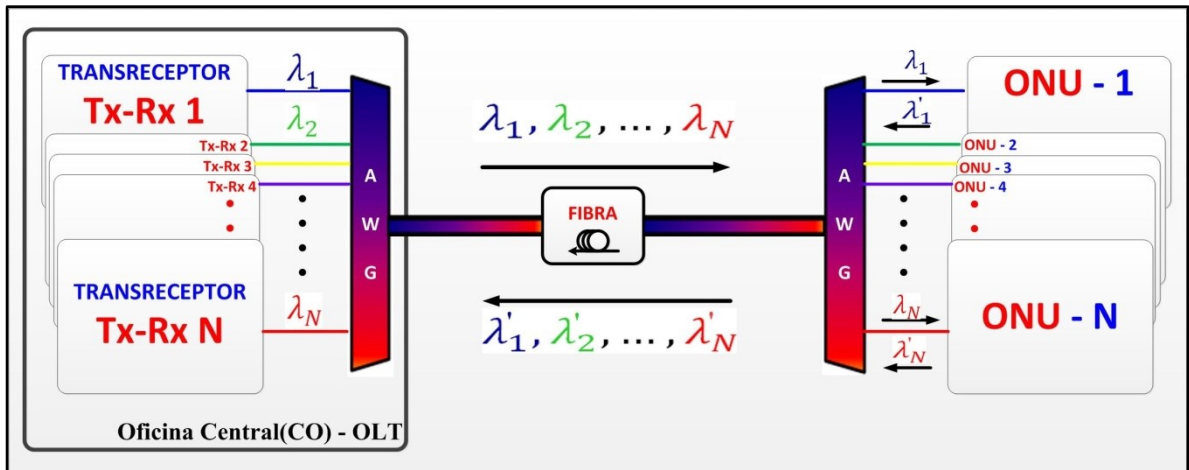 TRANSRECEPTOR
Tx-Rx 1
Tx-Rx 2
Tx-Rx 3
Tx-Rx 4
TRANSRECEPTOR
Tx-Rx N
λ1
λ2
λN
A
W
G
Oficina Central(CO) - OLT
λ1, λ2, ... , λN
FIBRA
λ'1, λ'2, ... , λ'N
A
W
G
λ1
λ'1
λN
λ'N
ONU - 1
ONU - 2
ONU - 3
ONU - 4
ONU - N